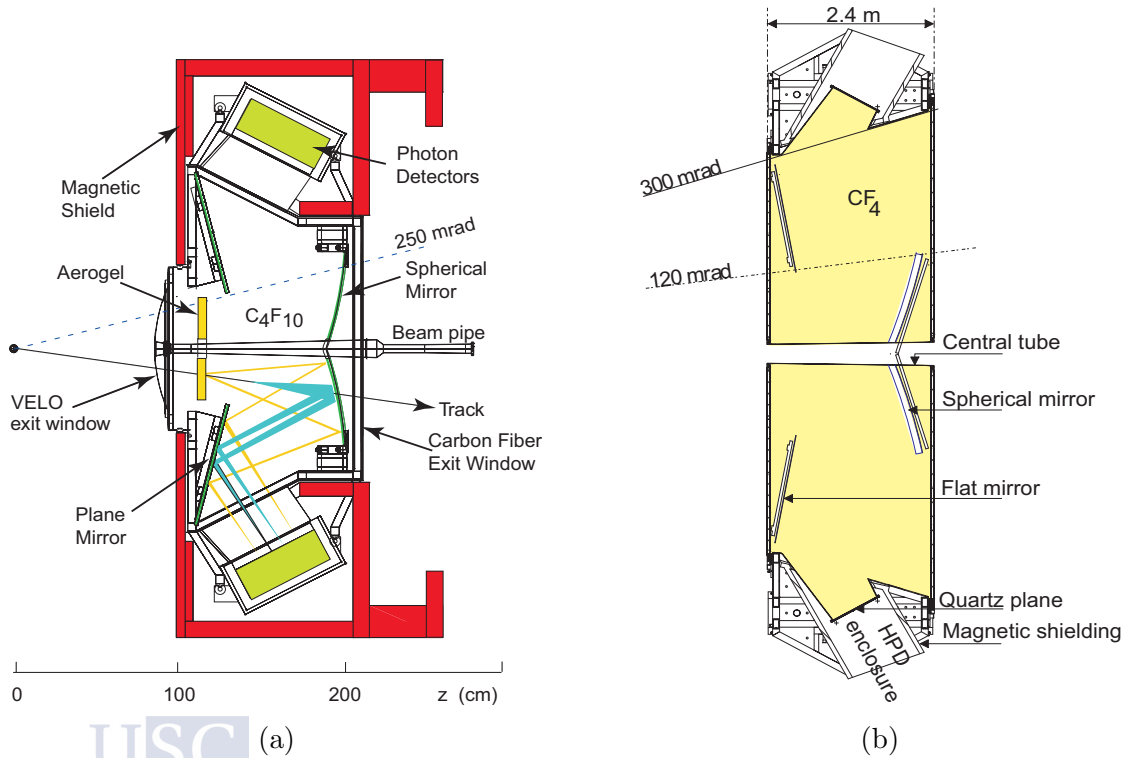 Magnetic
Shield
Aerogel
VELO
exit window
Plane
Mirror
Photon
Detectors
250 mrad
Spherical
Mirror
C4F10
Beam pipe
Track
Carbon Fiber
Exit Window
0
100
200
z (cm)
USC
(a)
2.4 m
300 mrad
CF4
120 mrad
Central tube
Spherical mirror
Flat mirror
Quartz plane
Magnetic shielding
HPD
enclosure
(b)